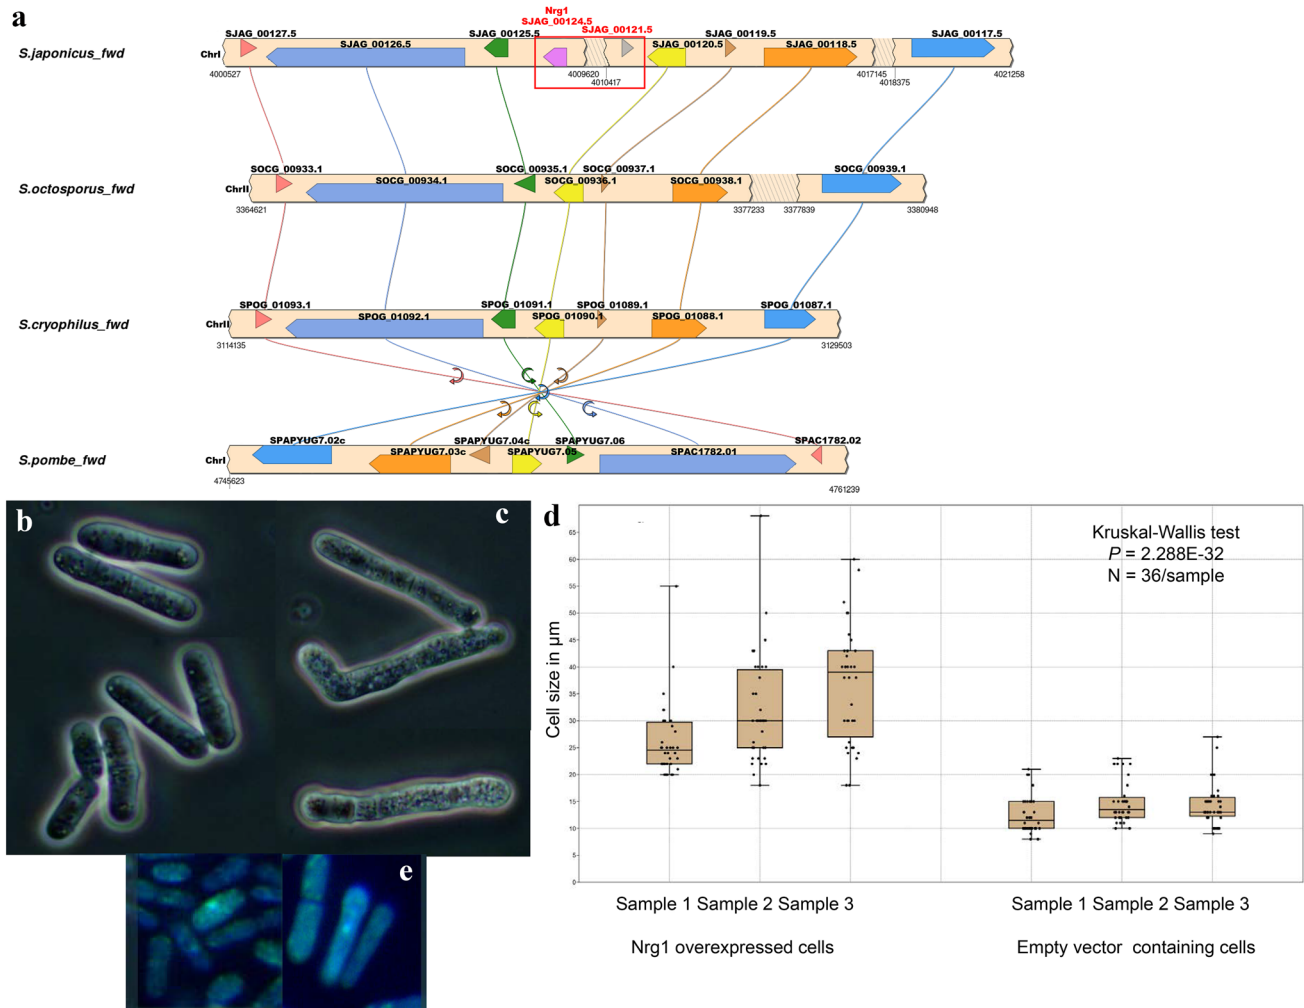 a
Nrg1
SJAG_00124.5
SJAG_00127.5
SJAG_00126.5
SJAG_00125.5
SJAG_00121.5
SJAG_00120.5
SJAG_00119.5
SJAG_00118.5
SJAG_00117.5
S.japonicus_fwd
ChrI
4000527
4009620
4010417
4017145
4018375
4021258
SOCG_00933.1
SOCG_00934.1
SOCG_00935.1
SOCG_00936.1
SOCG_00937.1
SOCG_00938.1
SOCG_00939.1
S.octosporus_fwd
ChrII
3364621
3377233
3377839
3380948
SPOG_01093.1
SPOG_01092.1
SPOG_01091.1
SPOG_01090.1
SPOG_01089.1
SPOG_01088.1
SPOG_01087.1
S.cryophilus_fwd
ChrII
3114135
3129503
SPAPYUG7.02c
SPAPYUG7.03c
SPAPYUG7.04c
SPAPYUG7.05
SPAPYUG7.06
SPAC1782.01
SPAC1782.02
S.pombe_fwd
ChrI
4745623
4761239
b
c
d
Kruskal-Wallis test
P = 2.288E-32
N = 36/sample
Cell size in µm
65
60
55
50
45
40
35
30
25
20
15
10
5
0
Sample 1 Sample 2 Sample 3
Sample 1 Sample 2 Sample 3
Nrg1 overexpressed cells
Empty vector containing cells
e